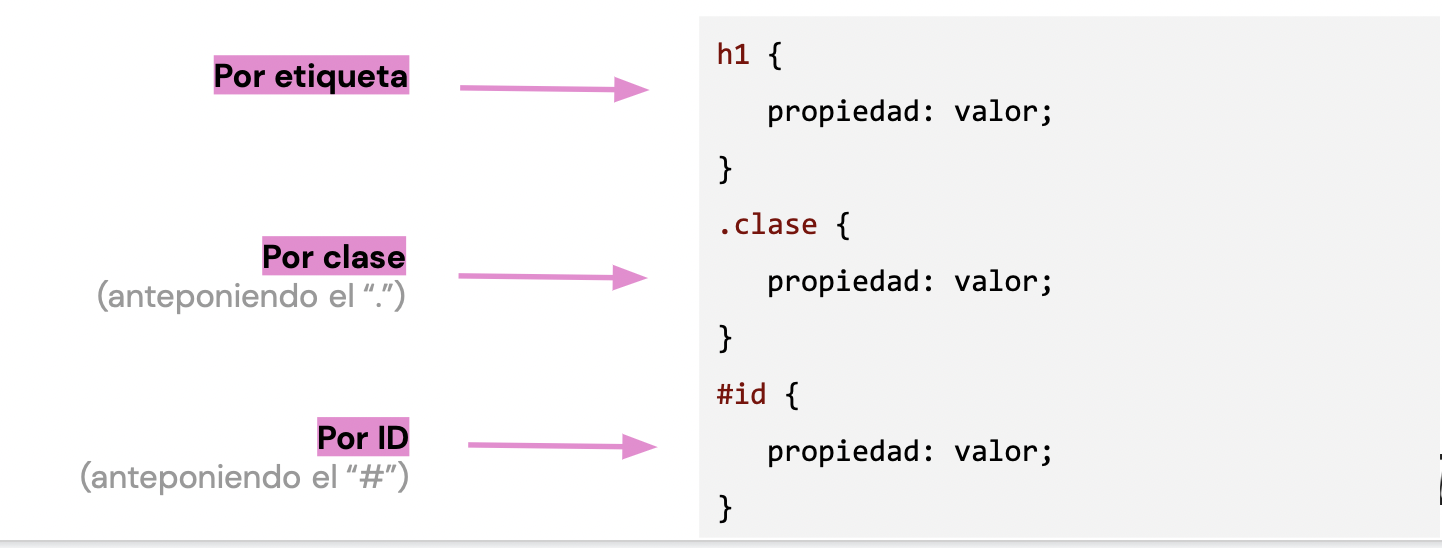 Por etiqueta
h1 {
propiedad: valor;
}
Por clase
(anteponiendo el “.”)
.clase {
propiedad: valor;
}
Por ID
(anteponiendo el “#”)
#id {
propiedad: valor;
}